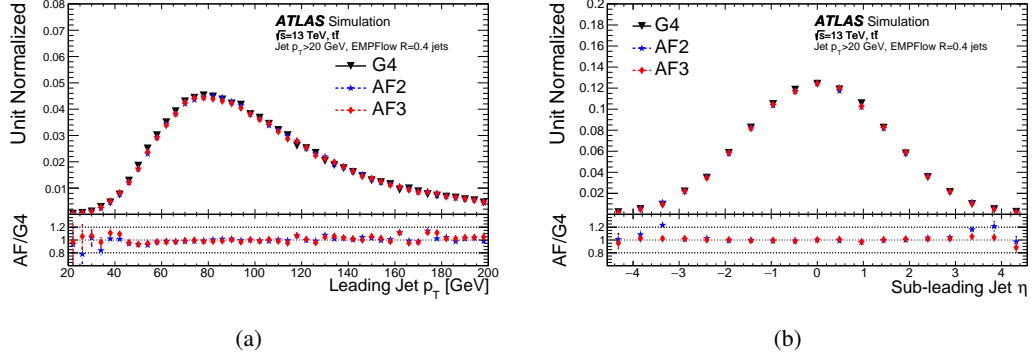 ATLAS Simulation
√s=13 TeV, tt̄
Jet pT>20 GeV, EMPFlow R=0.4 jets
G4
AF2
AF3
Unit Normalized
0.08
0.07
0.06
0.05
0.04
0.03
0.02
0.01
AF/G4
1.2
1
0.8
20 40 60 80 100 120 140 160 180 200
Leading Jet pT [GeV]
(a)
ATLAS Simulation
√s=13 TeV, tt̄
Jet pT>20 GeV, EMPFlow R=0.4 jets
G4
AF2
AF3
Unit Normalized
0.2
0.18
0.16
0.14
0.12
0.1
0.08
0.06
0.04
0.02
AF/G4
1.2
1
0.8
−4 −3 −2 −1 0 1 2 3 4
Sub-leading Jet η
(b)